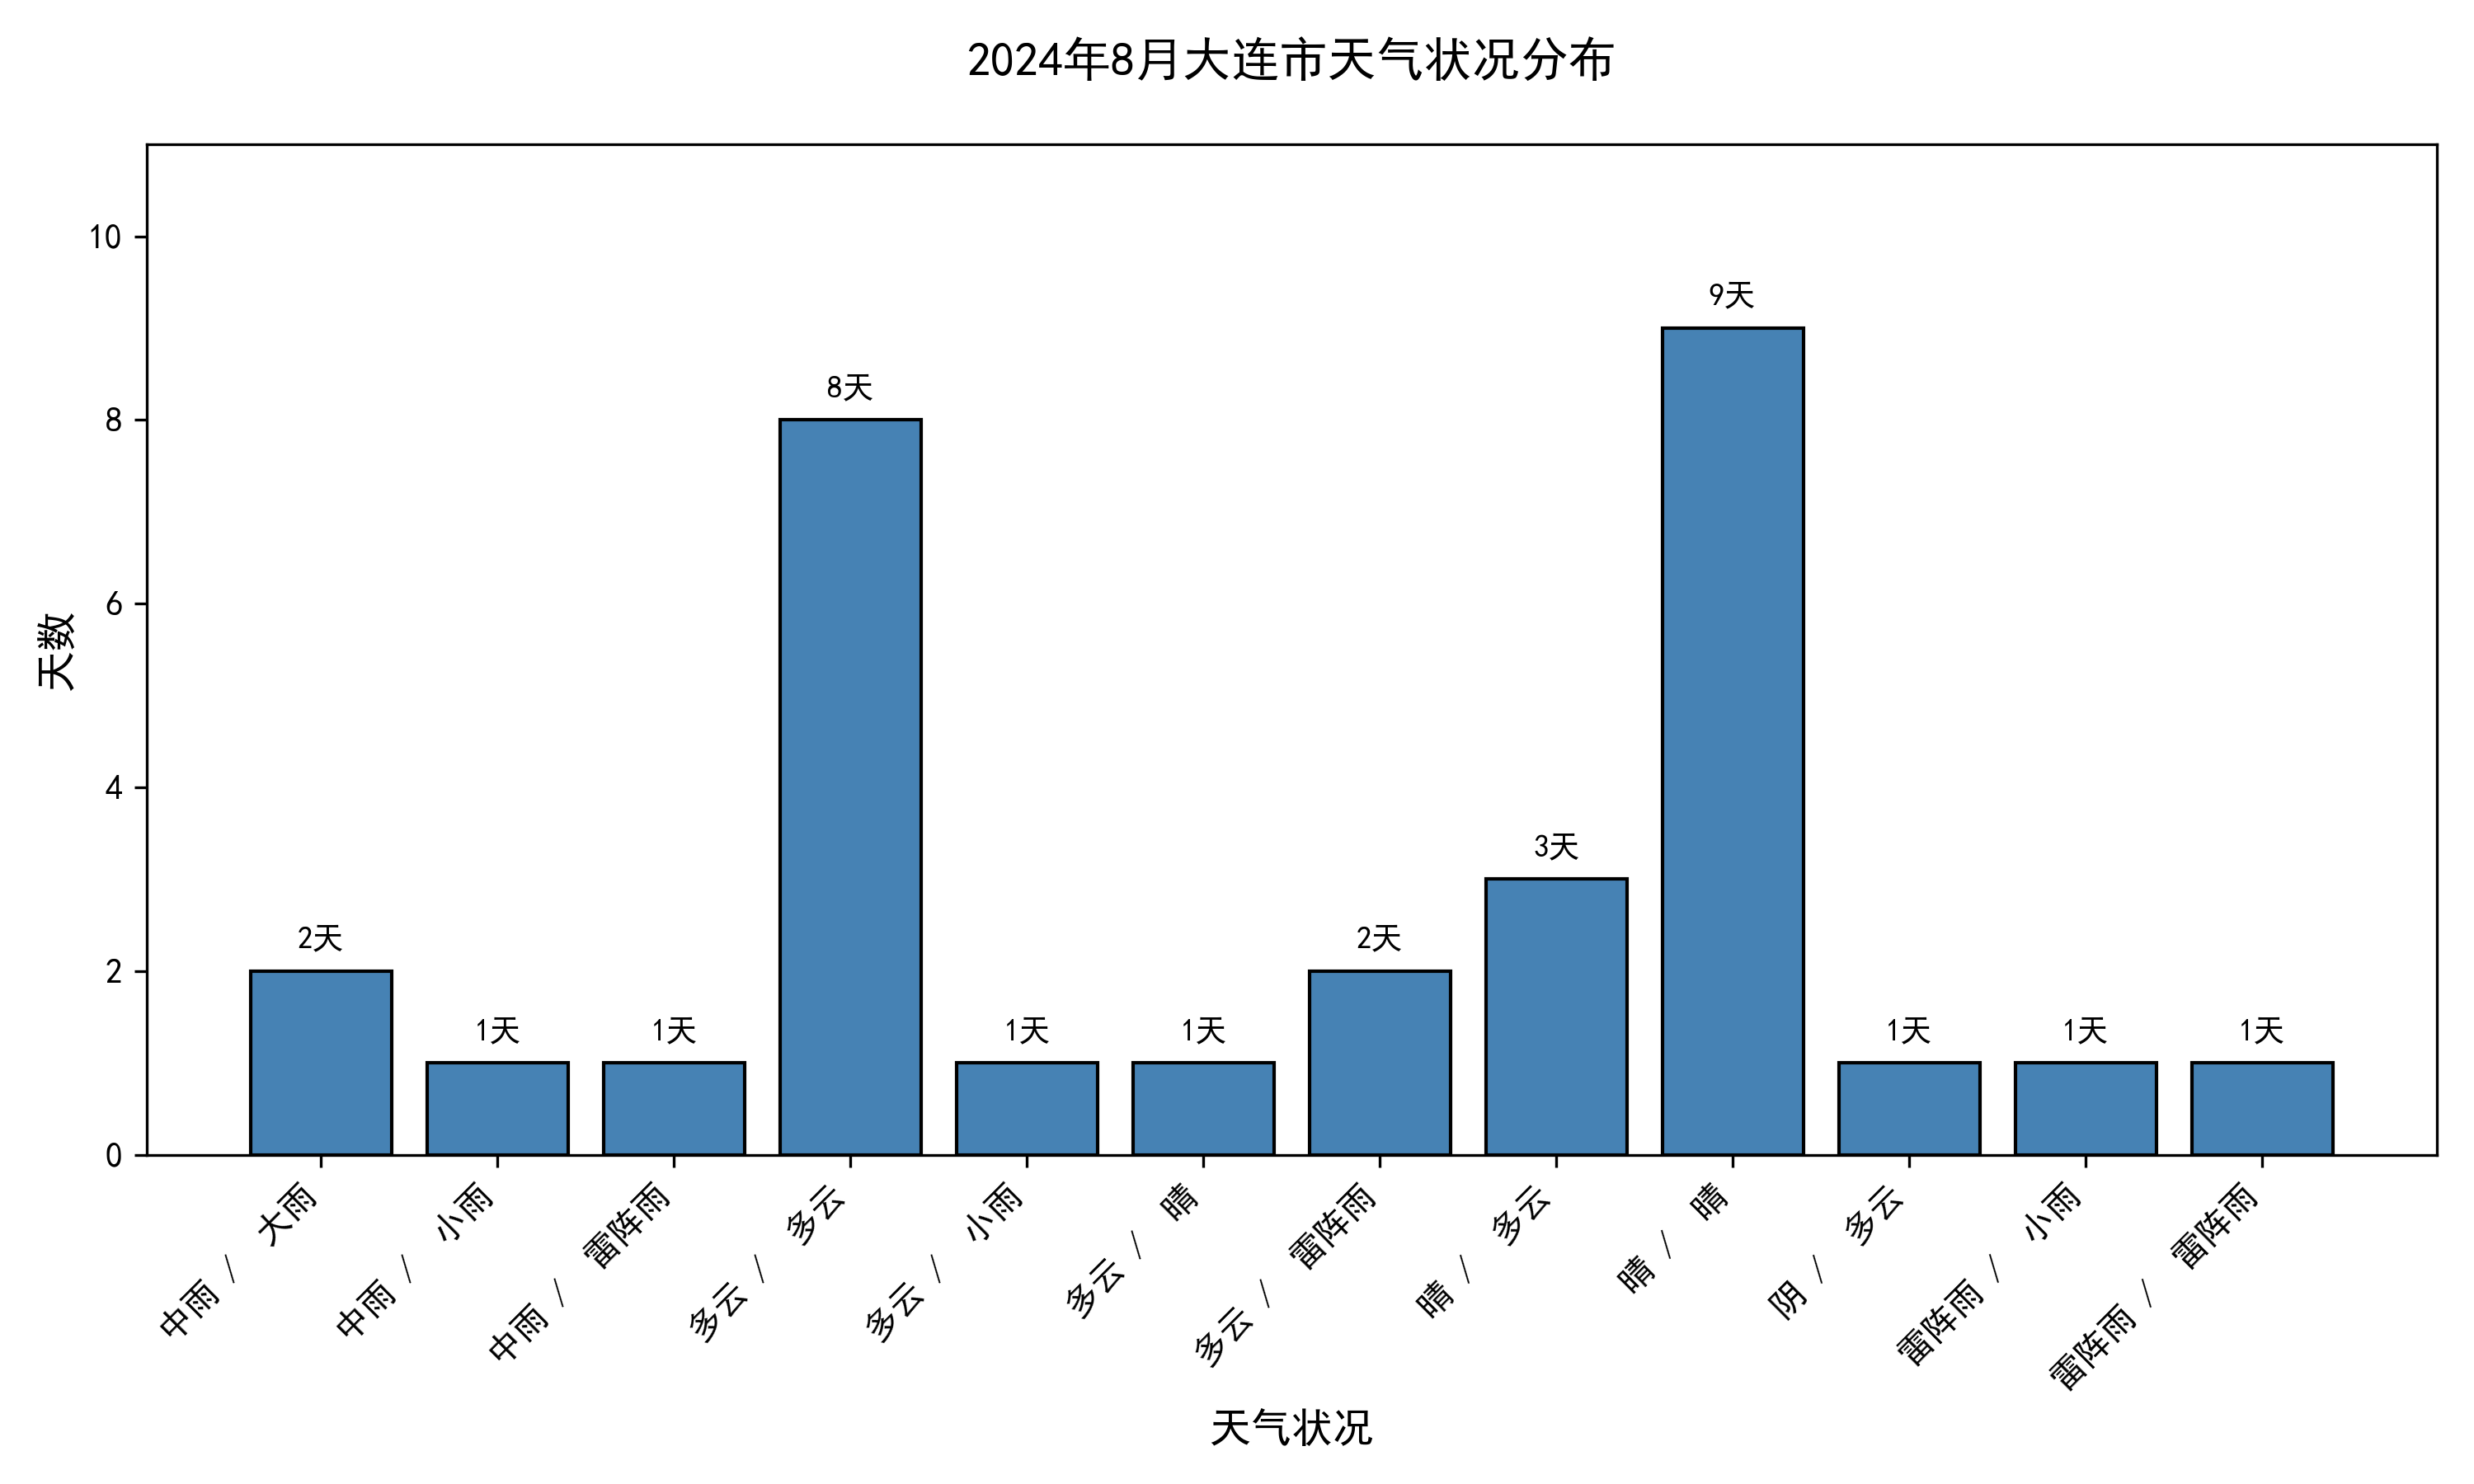 2024年8月大连市天气状况分布
天数
10
8
6
4
2
0
2天
1天
1天
8天
1天
1天
2天
3天
9天
1天
1天
1天
中雨 / 大雨
中雨 / 小雨
中雨 / 雷阵雨
多云 / 多云
多云 / 小雨
多云 / 晴
多云 / 雷阵雨
晴 / 多云
晴 / 晴
阴 / 多云
雷阵雨 / 小雨
雷阵雨 / 雷阵雨
天气状况